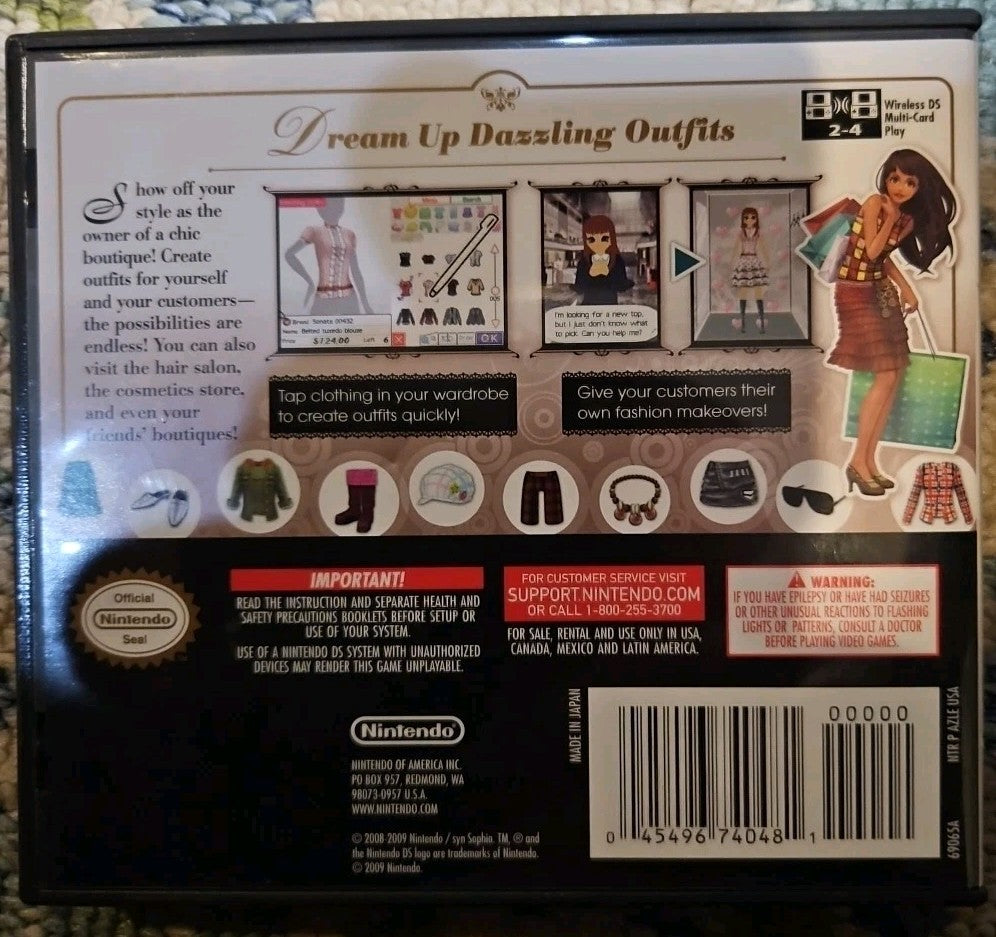 Dream Up Dazzling Outfits
2-4
Wireless DS
Multi-Card
Play
Show off your
style as the
owner of a chic
boutique! Create
outfits for yourself
and your customers—
the possibilities are
endless! You can also
visit the hair salon,
the cosmetics store,
and even your
friends' boutiques!
Search
Brand Sonata 00432
Name Belted tuxedo blouse
Price $124.00 Left 6
OK
I'm looking for a new top,
but I just don't know what
to pick. Can you help me?
Tap clothing in your wardrobe
to create outfits quickly!
Give your customers their
own fashion makeovers!
Official
Nintendo
Seal
IMPORTANT!
READ THE INSTRUCTION AND SEPARATE HEALTH AND
SAFETY PRECAUTIONS BOOKLETS BEFORE SETUP OR
USE OF YOUR SYSTEM.
USE OF A NINTENDO DS SYSTEM WITH UNAUTHORIZED
DEVICES MAY RENDER THIS GAME UNPLAYABLE.
FOR CUSTOMER SERVICE VISIT
SUPPORT.NINTENDO.COM
OR CALL 1-800-255-3700
FOR SALE, RENTAL AND USE ONLY IN USA,
CANADA, MEXICO AND LATIN AMERICA.
WARNING:
IF YOU HAVE EPILEPSY OR HAVE HAD SEIZURES
OR OTHER UNUSUAL REACTIONS TO FLASHING
LIGHTS OR PATTERNS, CONSULT A DOCTOR
BEFORE PLAYING VIDEO GAMES.
Nintendo®
NINTENDO OF AMERICA INC.
PO BOX 957, REDMOND, WA
98073-0957 U.S.A.
WWW.NINTENDO.COM
© 2008-2009 Nintendo / syn Sophia. TM, ® and
the Nintendo DS logo are trademarks of Nintendo.
© 2009 Nintendo.
MADE IN JAPAN
00000
0 45496 74048 1
NTR P AZLE USA
69065A